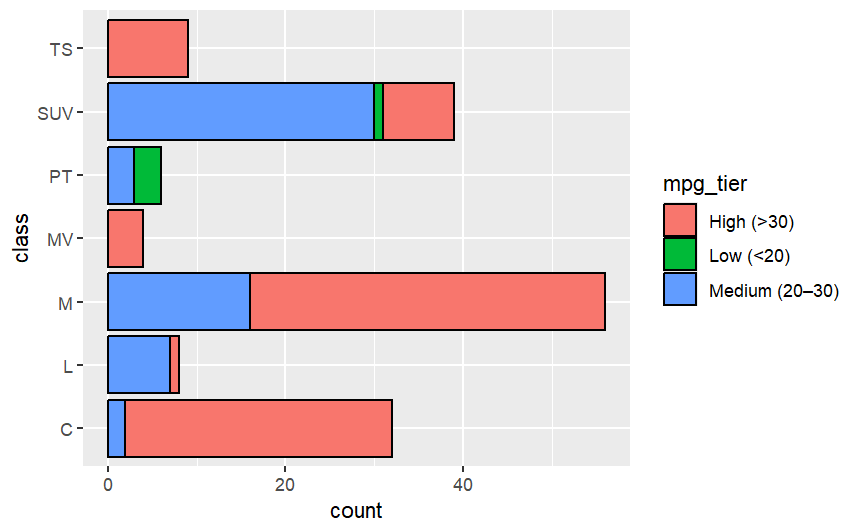 TS
SUV
PT
MV
M
L
C
class
0 20 40
count
mpg_tier
High (>30)
Low (<20)
Medium (20–30)